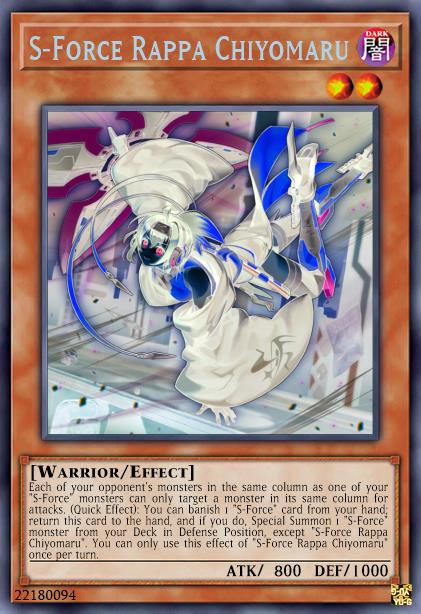 S-Force Rappa Chiyomaru
DARK
闇
[Warrior/Effect]
Each of your opponent's monsters in the same column as one of your
"S-Force" monsters can only target a monster in its same column for
attacks. (Quick Effect): You can banish 1 "S-Force" card from your hand;
return this card to the hand, and if you do, Special Summon 1 "S-Force"
monster from your Deck in Defense Position, except "S-Force Rappa
Chiyomaru". You can only use this effect of "S-Force Rappa Chiyomaru"
once per turn.
ATK/ 800 DEF/1000
22180094